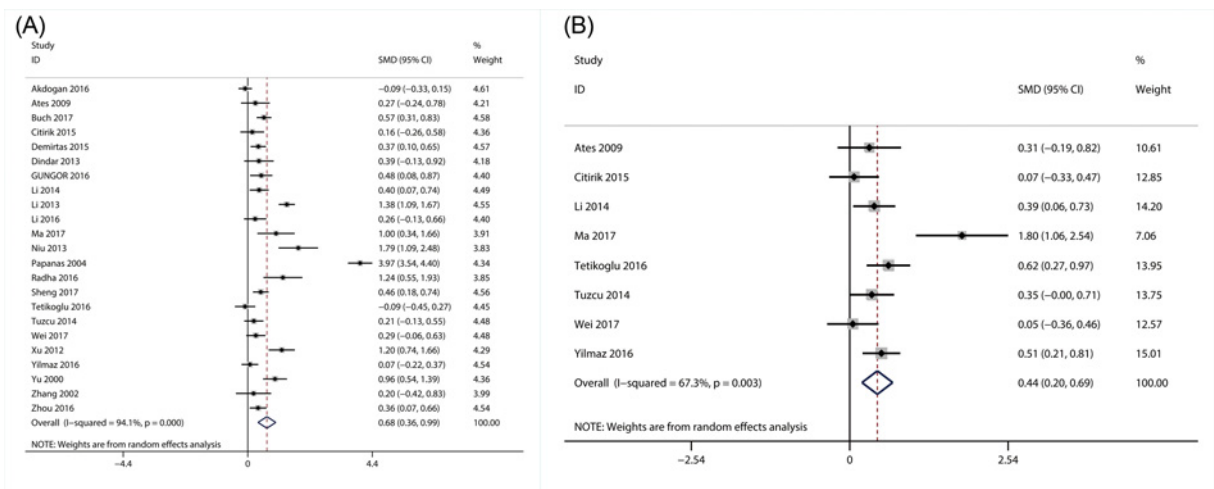 (A)
Study %
ID SMD (95% CI) Weight
Akdogan 2016 −0.09 (−0.33, 0.15) 4.61
Ates 2009 0.27 (−0.24, 0.78) 4.21
Buch 2017 0.57 (0.31, 0.83) 4.58
Citirik 2015 0.16 (−0.26, 0.58) 4.36
Demirtas 2015 0.37 (0.10, 0.65) 4.57
Dindar 2013 0.39 (−0.13, 0.92) 4.18
GUNGOR 2016 0.48 (0.08, 0.87) 4.40
Li 2014 0.40 (0.07, 0.74) 4.49
Li 2013 1.38 (1.09, 1.67) 4.55
Li 2016 0.26 (−0.13, 0.66) 4.40
Ma 2017 1.00 (0.34, 1.66) 3.91
Niu 2013 1.79 (1.09, 2.48) 3.83
Papanas 2004 3.97 (3.54, 4.40) 4.34
Radha 2016 1.24 (0.55, 1.93) 3.85
Sheng 2017 0.46 (0.18, 0.74) 4.56
Tetikoglu 2016 −0.09 (−0.45, 0.27) 4.45
Tuzcu 2014 0.21 (−0.13, 0.55) 4.48
Wei 2017 0.29 (−0.06, 0.63) 4.48
Xu 2012 1.20 (0.74, 1.66) 4.29
Yilmaz 2016 0.07 (−0.22, 0.37) 4.54
Yu 2000 0.96 (0.54, 1.39) 4.36
Zhang 2002 0.20 (−0.42, 0.83) 3.99
Zhou 2016 0.36 (0.07, 0.66) 4.54
Overall (I−squared = 94.1%, p = 0.000) 0.68 (0.36, 0.99) 100.00
NOTE: Weights are from random effects analysis
−4,4 0 4,4
(B)
Study %
ID SMD (95% CI) Weight
Ates 2009 0.31 (−0.19, 0.82) 10.61
Citirik 2015 0.07 (−0.33, 0.47) 12.85
Li 2014 0.39 (0.06, 0.73) 14.20
Ma 2017 1.80 (1.06, 2.54) 7.06
Tetikoglu 2016 0.62 (0.27, 0.97) 13.95
Tuzcu 2014 0.35 (−0.00, 0.71) 13.75
Wei 2017 0.05 (−0.36, 0.46) 12.57
Yilmaz 2016 0.51 (0.21, 0.81) 15.01
Overall (I−squared = 67.3%, p = 0.003) 0.44 (0.20, 0.69) 100.00
NOTE: Weights are from random effects analysis
−2.54 0 2.54